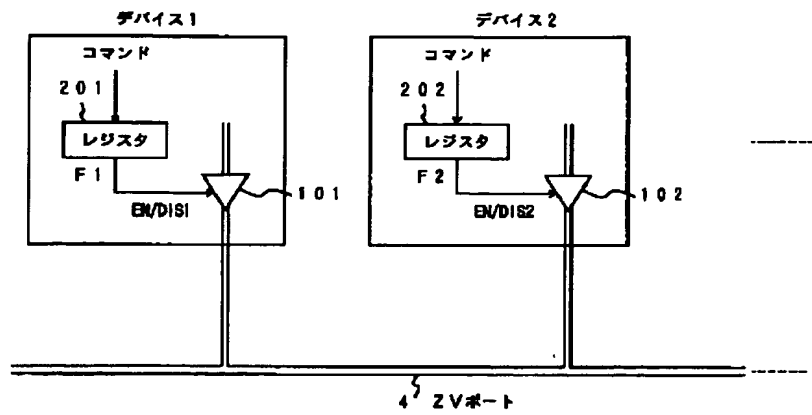 デバイス1
デバイス2
コマンド
コマンド
201
202
レジスタ
レジスタ
F1
F2
101
102
EN/DIS1
EN/DIS2
4 ZVポート